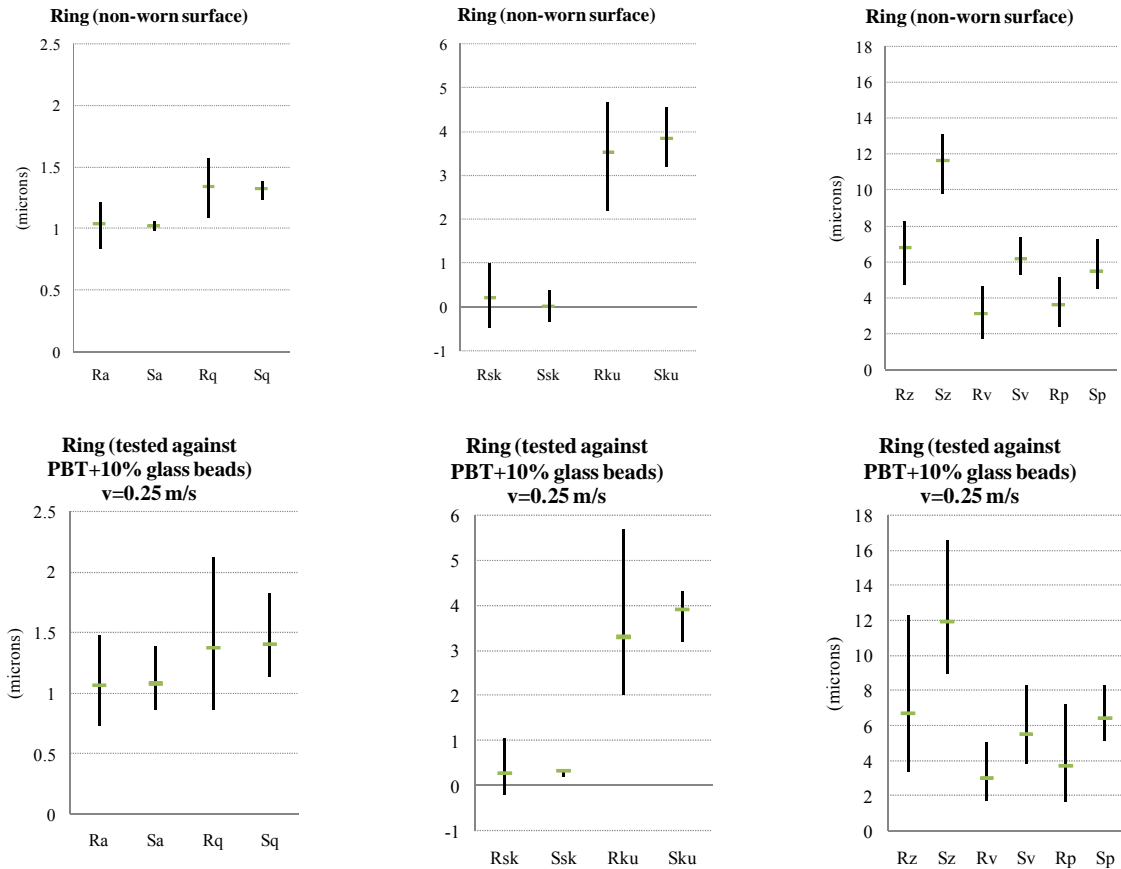 Ring (non-worn surface)
2.5
2
1.5
1
0.5
0
(microns)
Ra Sa Rq Sq
Ring (non-worn surface)
6
5
4
3
2
1
0
-1
Rsk Ssk Rku Sku
Ring (non-worn surface)
18
16
14
12
10
8
6
4
2
0
(microns)
Rz Sz Rv Sv Rp Sp
Ring (tested against
PBT+10% glass beads)
v=0.25 m/s
2.5
2
1.5
1
0.5
0
(microns)
Ra Sa Rq Sq
Ring (tested against
PBT+10% glass beads)
v=0.25 m/s
6
5
4
3
2
1
0
-1
Rsk Ssk Rku Sku
Ring (tested against
PBT+10% glass beads)
v=0.25 m/s
18
16
14
12
10
8
6
4
2
0
(microns)
Rz Sz Rv Sv Rp Sp